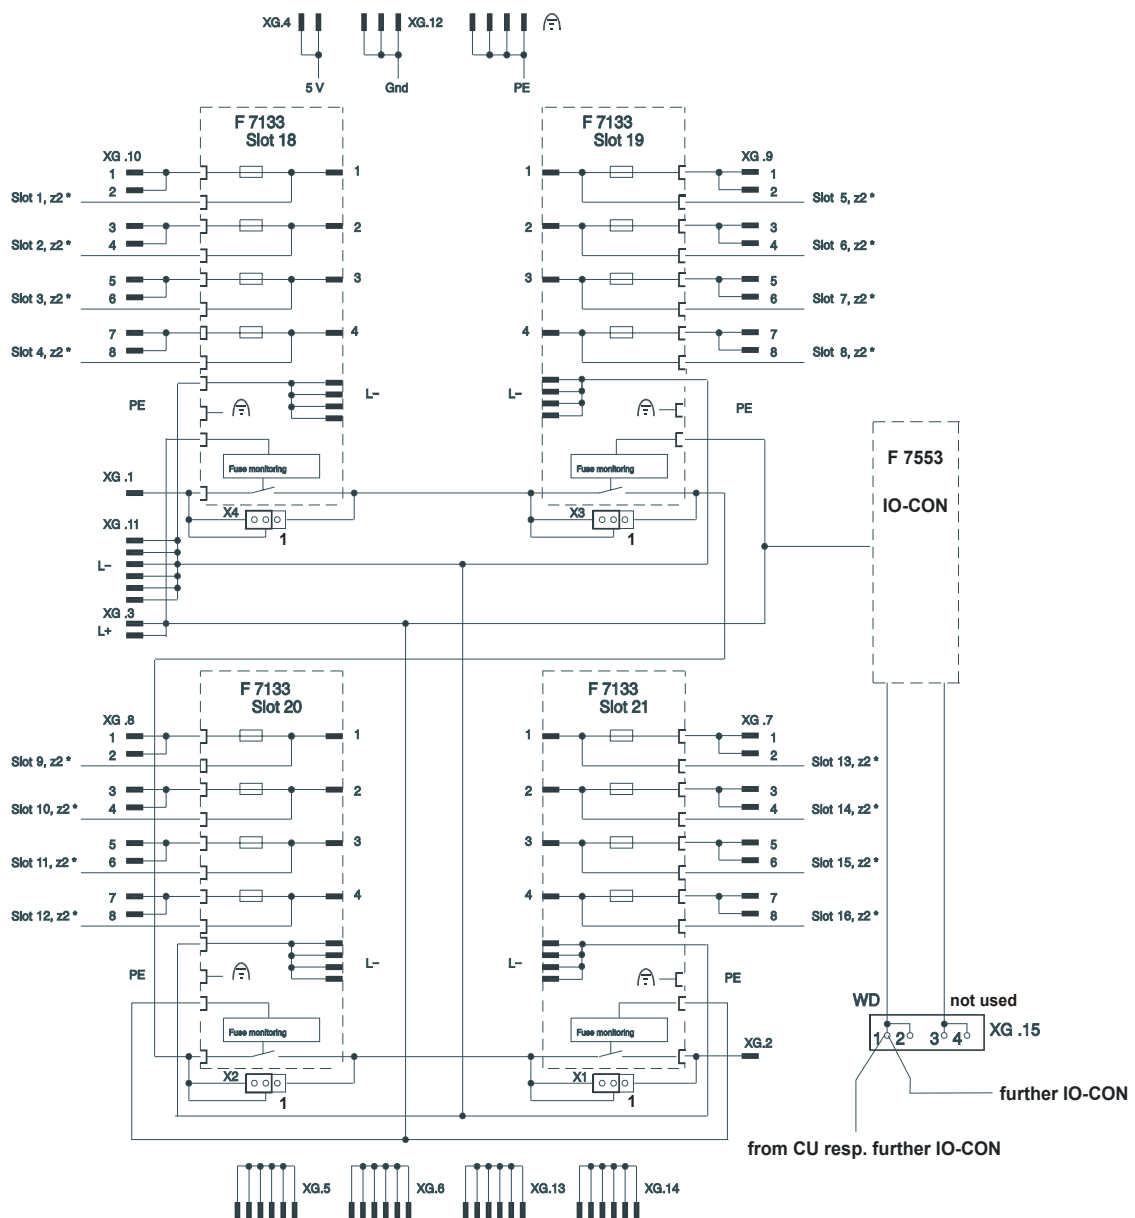 XG.4
XG.12
5 V
Gnd
PE
F 7133
Slot 18
F 7133
Slot 19
XG .10
XG .9
1
1
1
1
2
2
Slot 1, z2 *
Slot 5, z2 *
3
2
2
3
4
4
Slot 2, z2 *
Slot 6, z2 *
5
3
3
5
6
6
Slot 3, z2 *
Slot 7, z2 *
7
4
4
7
8
8
Slot 4, z2 *
Slot 8, z2 *
L–
L–
PE
PE
F 7553
IO-CON
Fuse monitoring
Fuse monitoring
XG .1
X4
X3
1
1
XG .11
L–
XG .3
L+
F 7133
Slot 20
F 7133
Slot 21
XG .8
XG .7
1
1
1
1
2
2
Slot 9, z2 *
Slot 13, z2 *
3
2
2
3
4
4
Slot 10, z2 *
Slot 14, z2 *
5
3
3
5
6
6
Slot 11, z2 *
Slot 15, z2 *
7
4
4
7
8
8
Slot 12, z2 *
Slot 16, z2 *
L–
L–
PE
PE
WD
not used
Fuse monitoring
Fuse monitoring
1 2 3 4
XG .15
XG.2
X2
X1
1
1
further IO-CON
from CU resp. further IO-CON
XG.5
XG.6
XG.13
XG.14